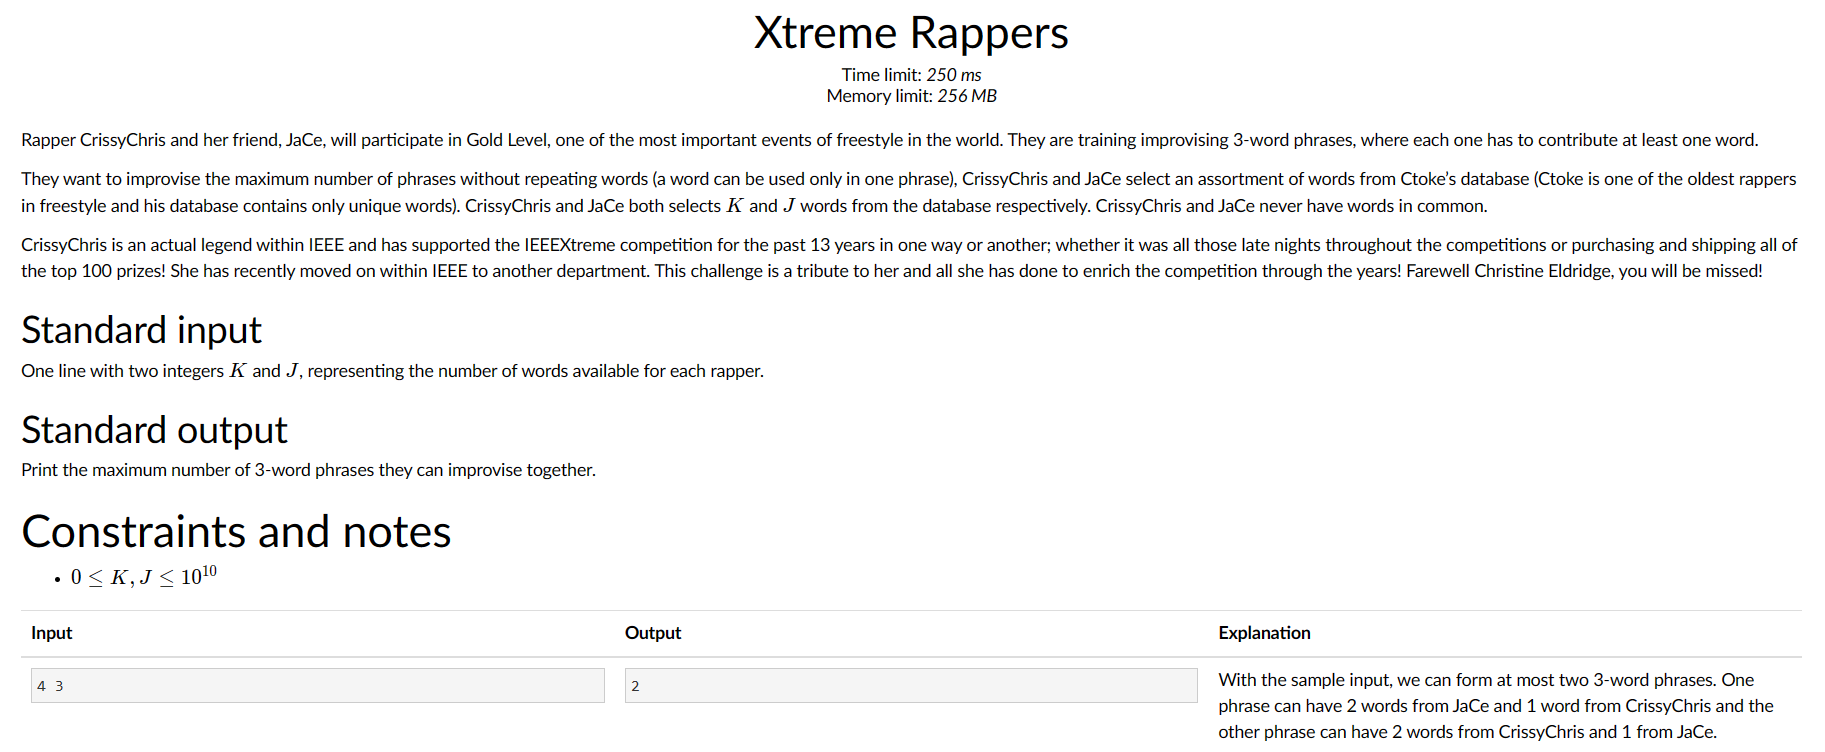 Xtreme Rappers
Time limit: 250 ms
Memory limit: 256 MB
Rapper CrissyChris and her friend, JaCe, will participate in Gold Level, one of the most important events of freestyle in the world. They are training improvising 3-word phrases, where each one has to contribute at least one word.
They want to improvise the maximum number of phrases without repeating words (a word can be used only in one phrase), CrissyChris and JaCe select an assortment of words from Ctoke's database (Ctoke is one of the oldest rappers
in freestyle and his database contains only unique words). CrissyChris and JaCe both selects K and J words from the database respectively. CrissyChris and JaCe never have words in common.
CrissyChris is an actual legend within IEEE and has supported the IEEEXtreme competition for the past 13 years in one way or another; whether it was all those late nights throughout the competitions or purchasing and shipping all of
the top 100 prizes! She has recently moved on within IEEE to another department. This challenge is a tribute to her and all she has done to enrich the competition through the years! Farewell Christine Eldridge, you will be missed!
Standard input
One line with two integers K and J, representing the number of words available for each rapper.
Standard output
Print the maximum number of 3-word phrases they can improvise together.
Constraints and notes
• 0 ≤ K, J ≤ 10¹⁰
Input Output Explanation
4 3
2
With the sample input, we can form at most two 3-word phrases. One
phrase can have 2 words from JaCe and 1 word from CrissyChris and the
other phrase can have 2 words from CrissyChris and 1 from JaCe.